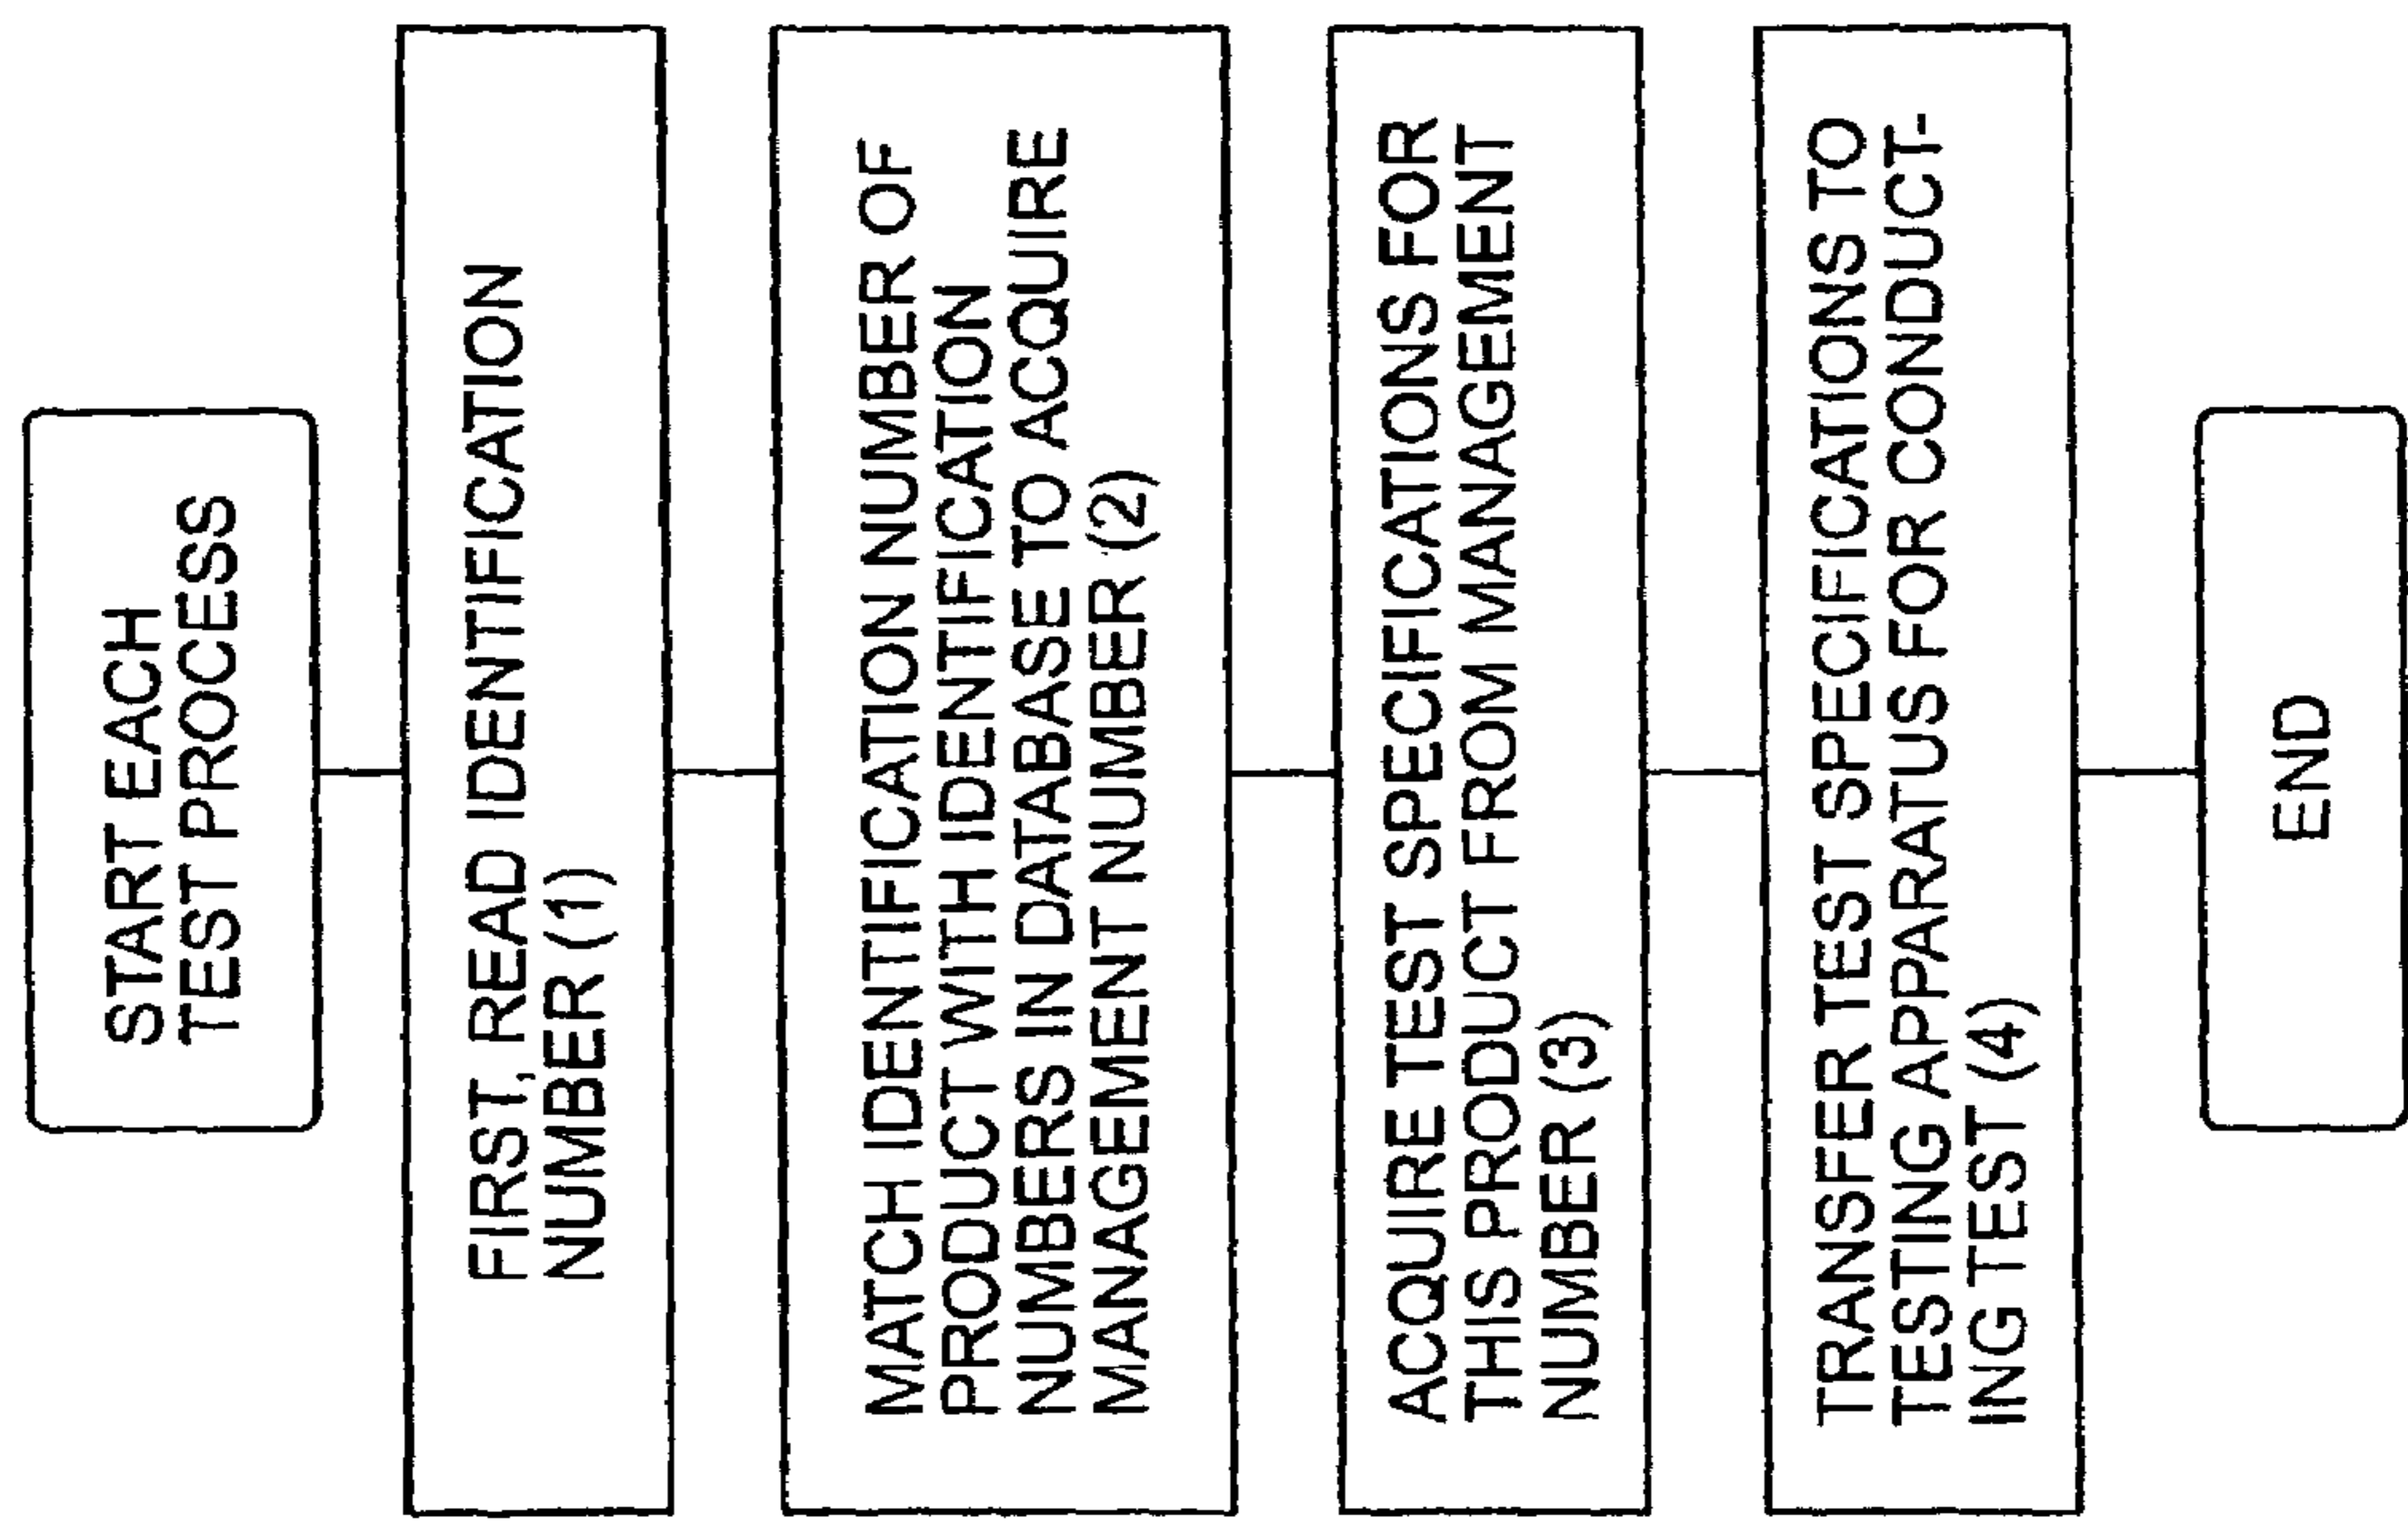 START EACH
TEST PROCESS
FIRST, READ IDENTIFICATION
NUMBER (1)
MATCH IDENTIFICATION NUMBER OF
PRODUCT WITH IDENTIFICATION
NUMBERS IN DATABASE TO ACQUIRE
MANAGEMENT NUMBER (2)
ACQUIRE TEST SPECIFICATIONS FOR
THIS PRODUCT FROM MANAGEMENT
NUMBER (3)
TRANSFER TEST SPECIFICATIONS TO
TESTING APPARATUS FOR CONDUCT-
ING TEST (4)
END